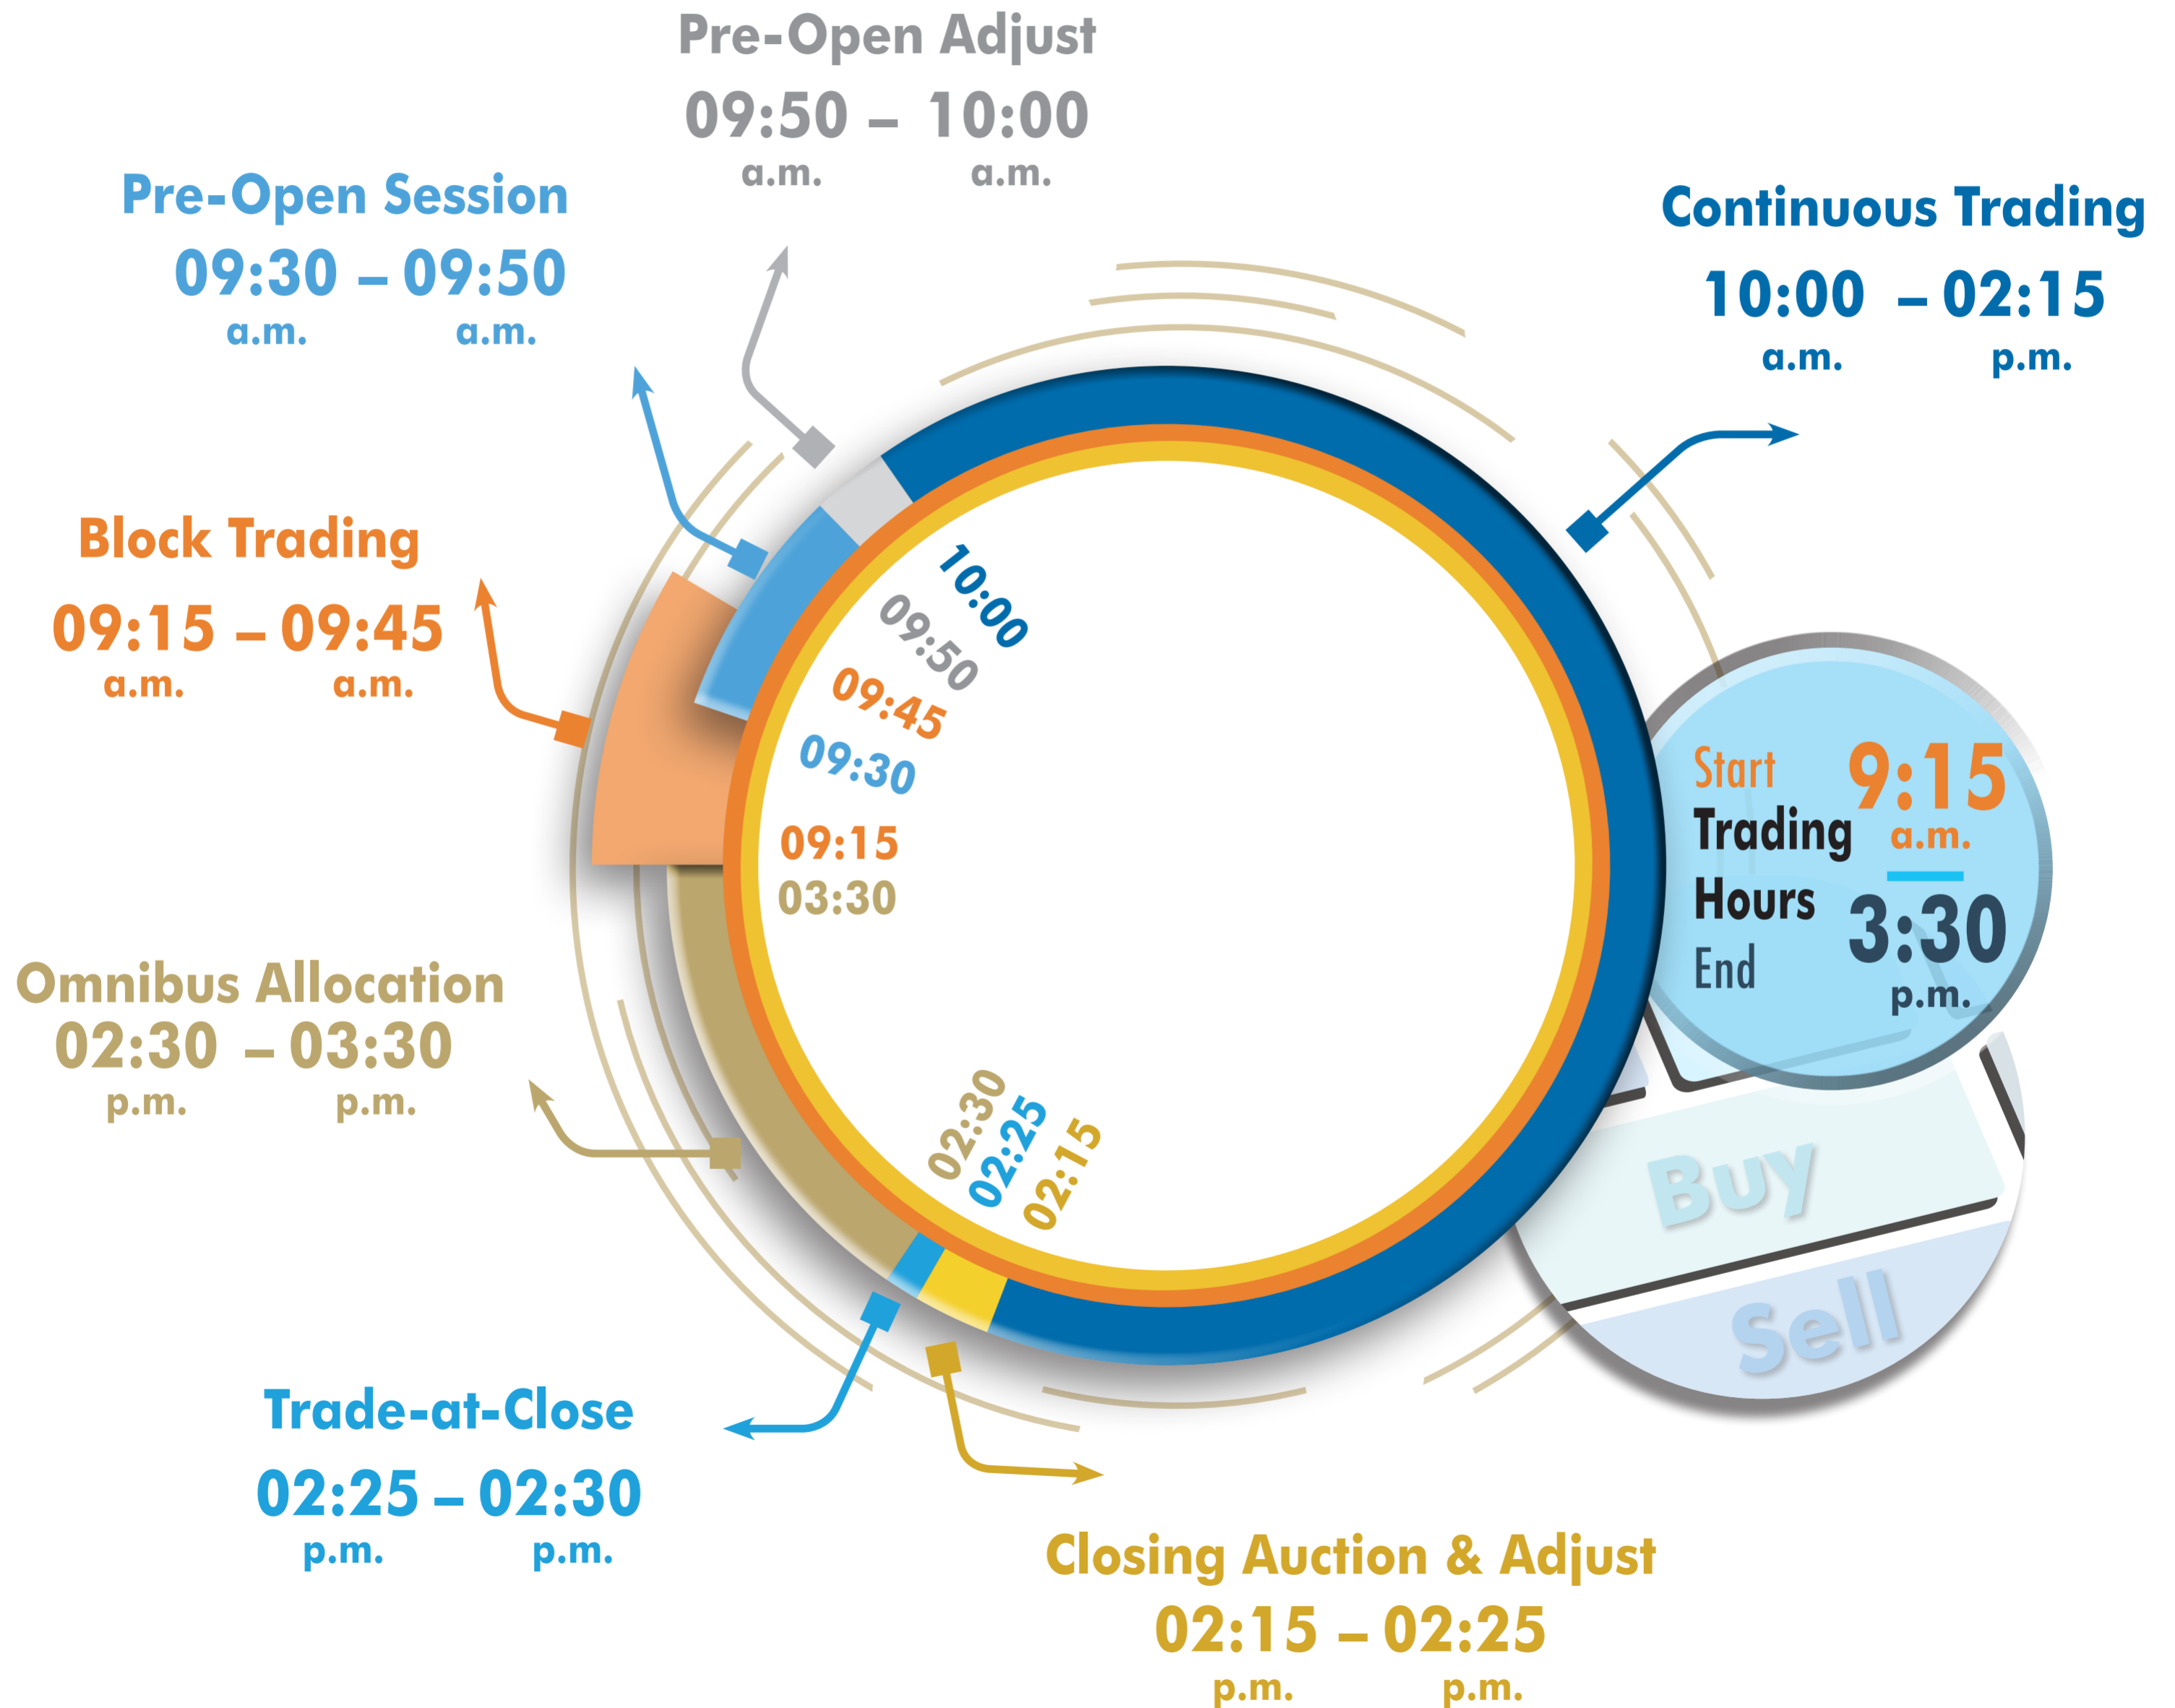 Pre-Open Adjust
09:50 – 10:00
a.m. a.m.
Pre-Open Session
09:30 – 09:50
a.m. a.m.
Continuous Trading
10:00 – 02:15
a.m. p.m.
Block Trading
09:15 – 09:45
a.m. a.m.
10:00
09:50
09:45
09:30
09:15
03:30
Start 9:15
Trading a.m.
Hours 3:30
End p.m.
Omnibus Allocation
02:30 – 03:30
p.m. p.m.
02:30
02:25
02:15
Buy
Sell
Trade-at-Close
02:25 – 02:30
p.m. p.m.
Closing Auction & Adjust
02:15 – 02:25
p.m. p.m.